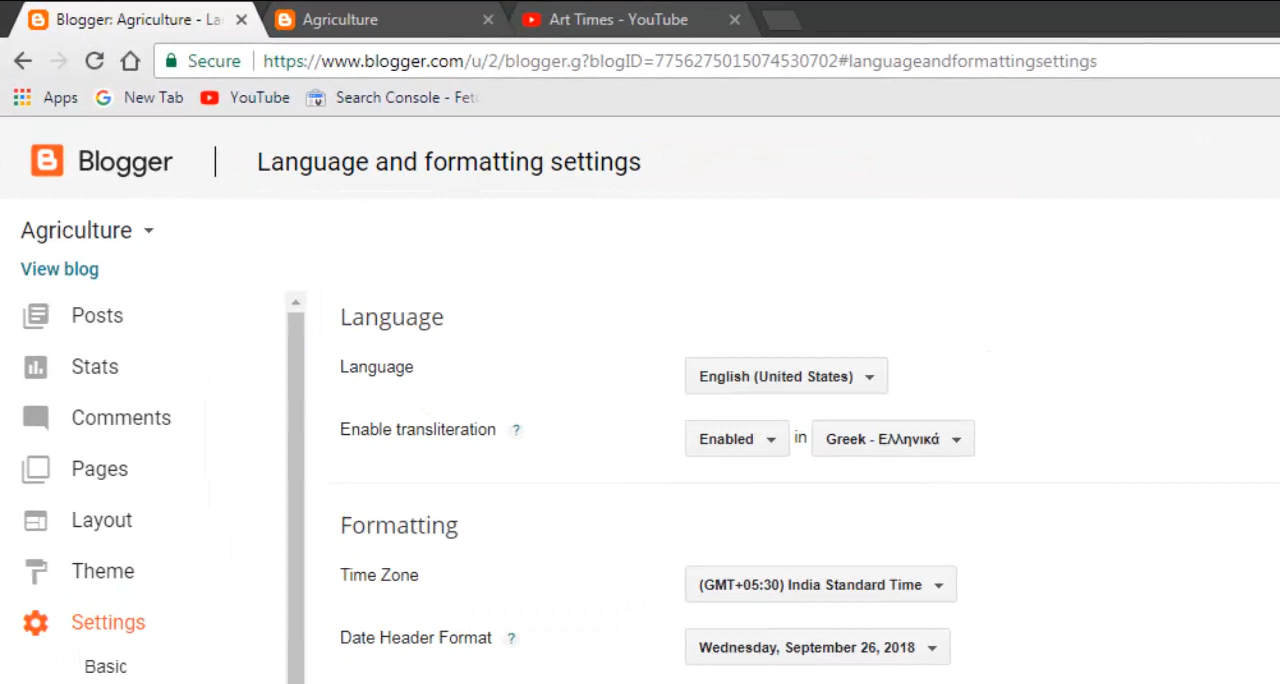 Blogger: Agriculture - La
Agriculture
Art Times - YouTube
Secure
https://www.blogger.com/u/2/blogger.g?blogID=7756275015074530702#languageandformattingsettings
Apps
New Tab
YouTube
Search Console - Fet
Blogger
Language and formatting settings
Agriculture
View blog
Posts
Stats
Comments
Pages
Layout
Theme
Settings
Basic
Language
Language
English (United States)
Enable transliteration ?
Enabled in Greek - Ελληνικά
Formatting
Time Zone
(GMT+05:30) India Standard Time
Date Header Format ?
Wednesday, September 26, 2018